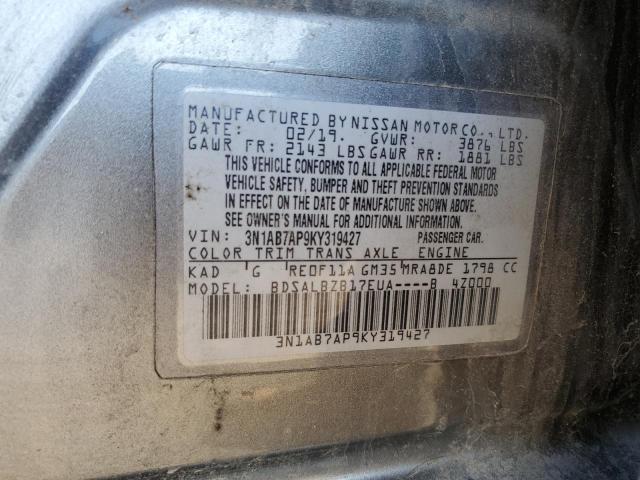 MANUFACTURED BY NISSAN MOTOR CO., LTD.
DATE: 02/19. GVWR: 3876 LBS
GAWR FR: 2143 LBS GAWR RR: 1881 LBS
THIS VEHICLE CONFORMS TO ALL APPLICABLE FEDERAL MOTOR
VEHICLE SAFETY, BUMPER AND THEFT PREVENTION STANDARDS
IN EFFECT ON THE DATE OF MANUFACTURE SHOWN ABOVE.
SEE OWNER'S MANUAL FOR ADDITIONAL INFORMATION.
VIN: 3N1AB7AP9KY319427 PASSENGER CAR.
COLOR TRIM TRANS AXLE ENGINE
KAD G RE0F11A GM35 MRA8DE 1798 CC
MODEL: BDSALBZB17EUA----B 4Z000
3N1AB7AP9KY319427